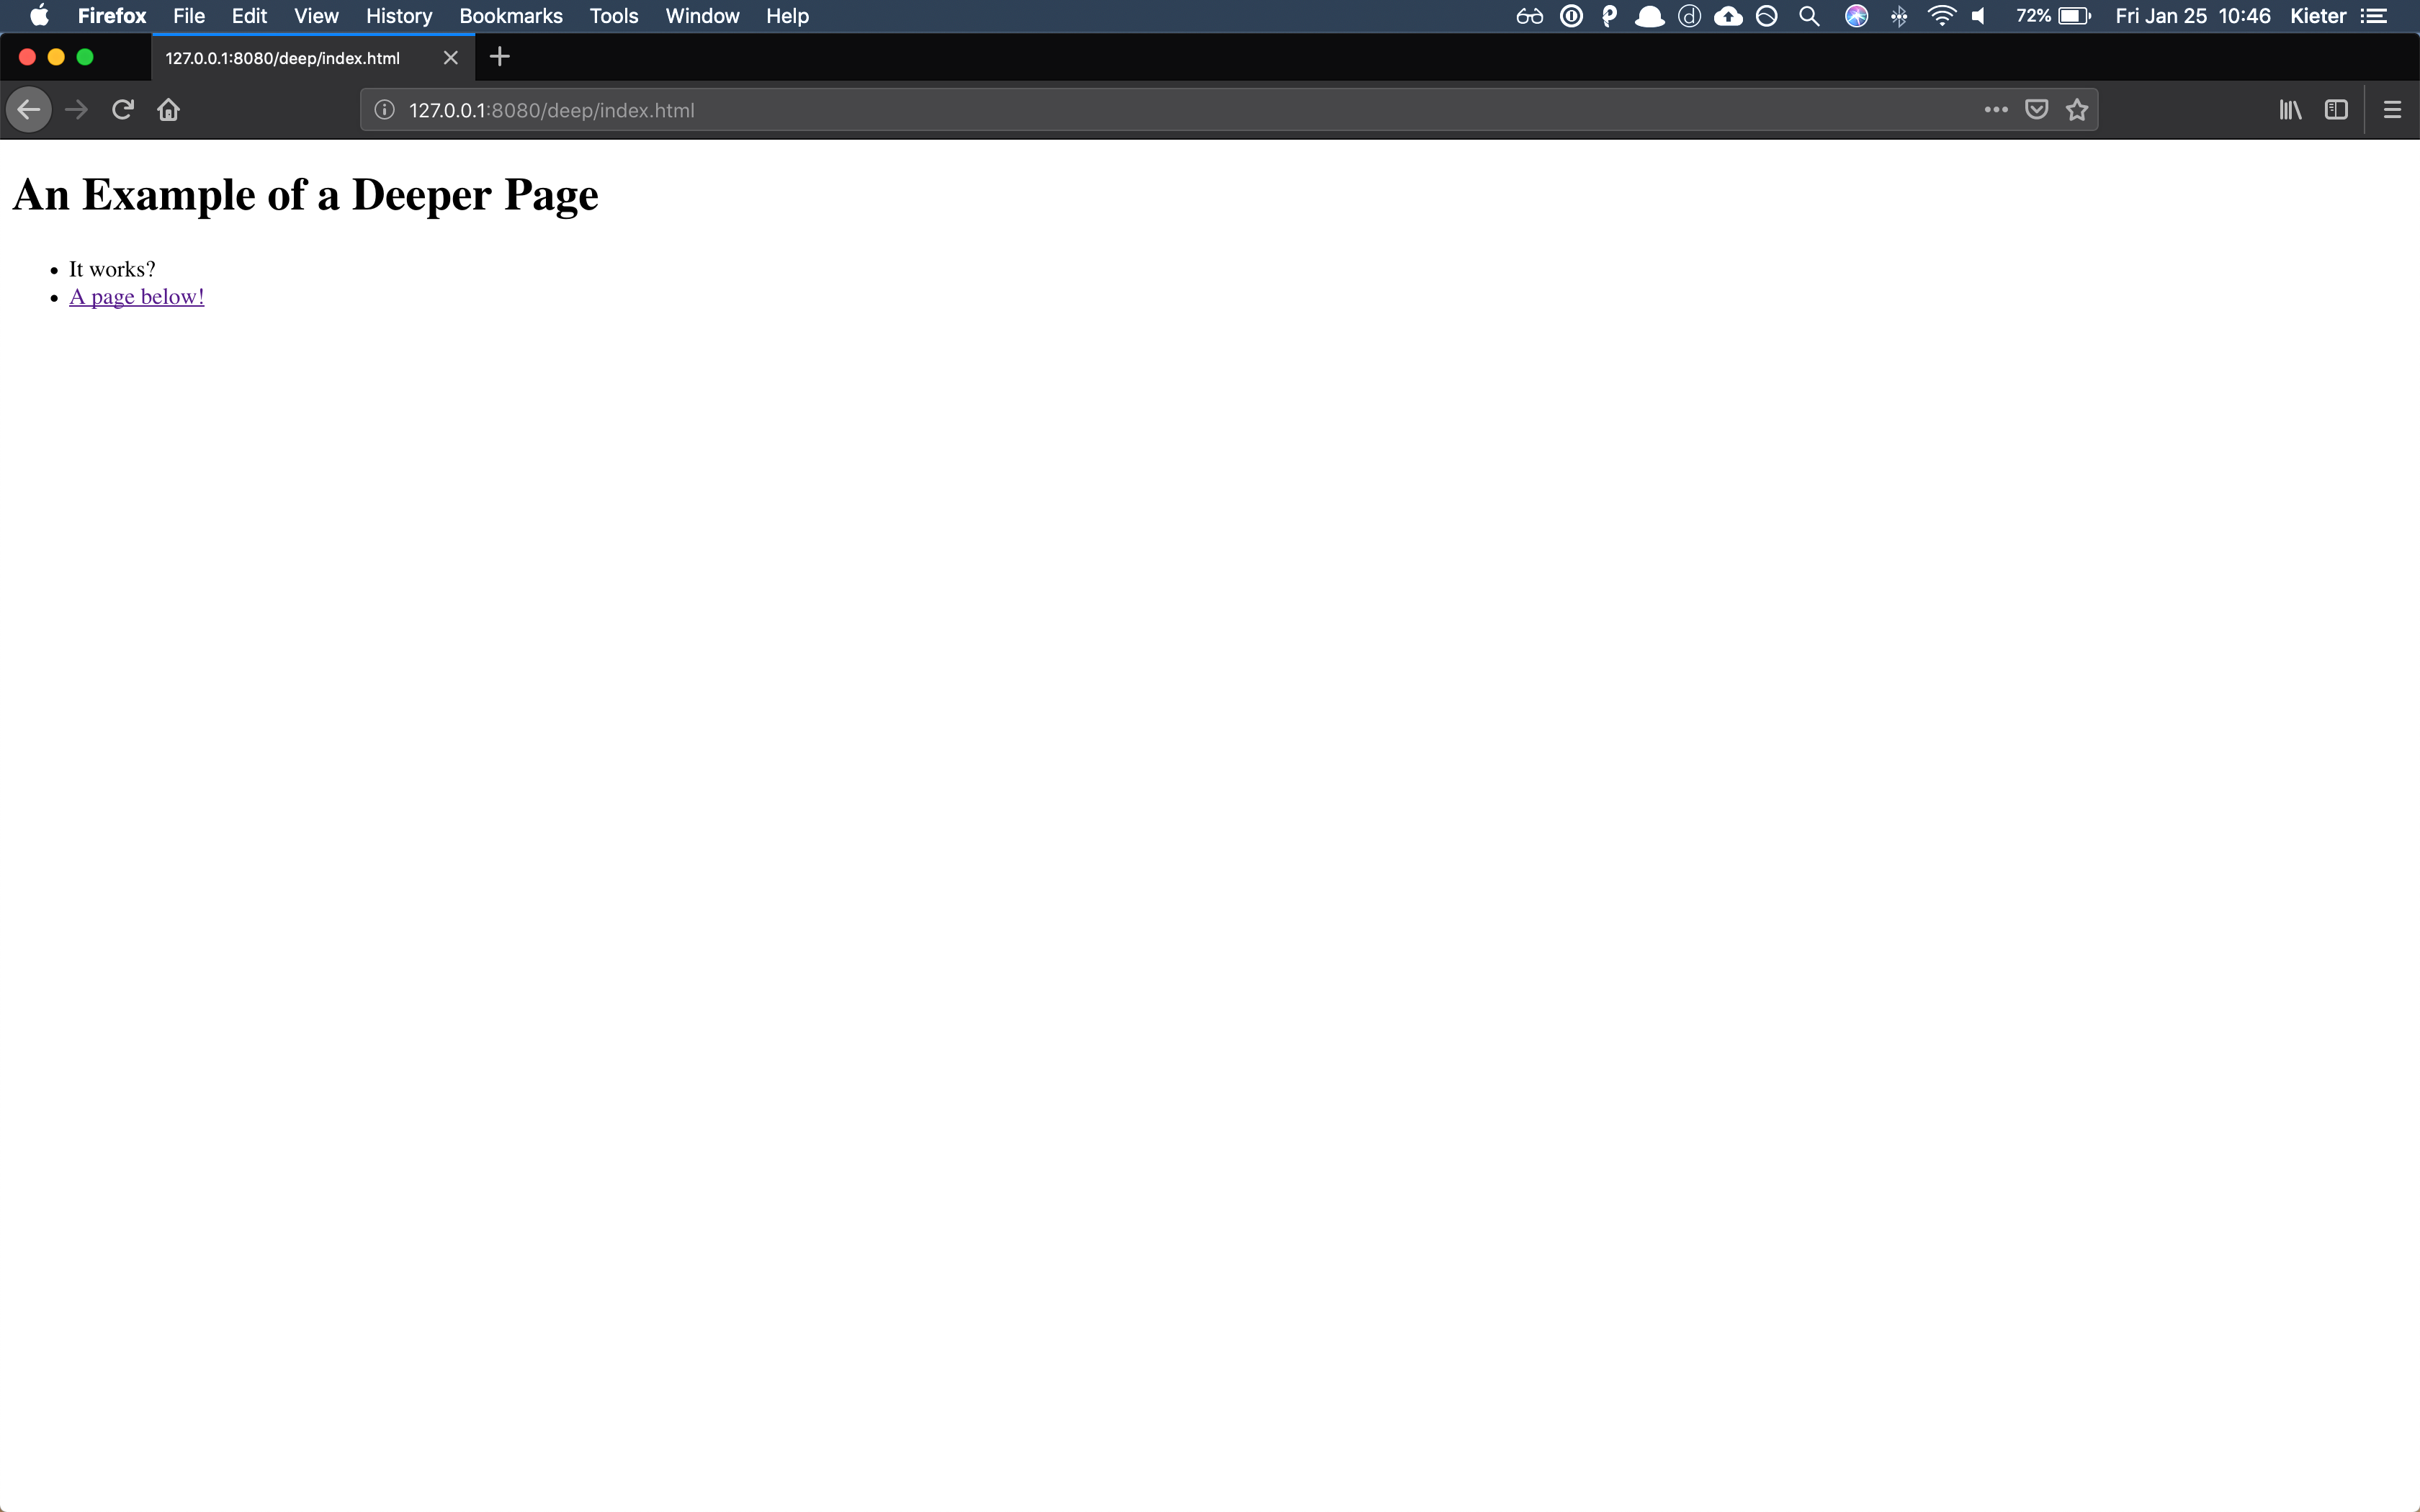 Firefox File Edit View History Bookmarks Tools Window Help 72% Fri Jan 25 10:46 Kieter
127.0.0.1:8080/deep/index.html
127.0.0.1:8080/deep/index.html
An Example of a Deeper Page
• It works?
• A page below!